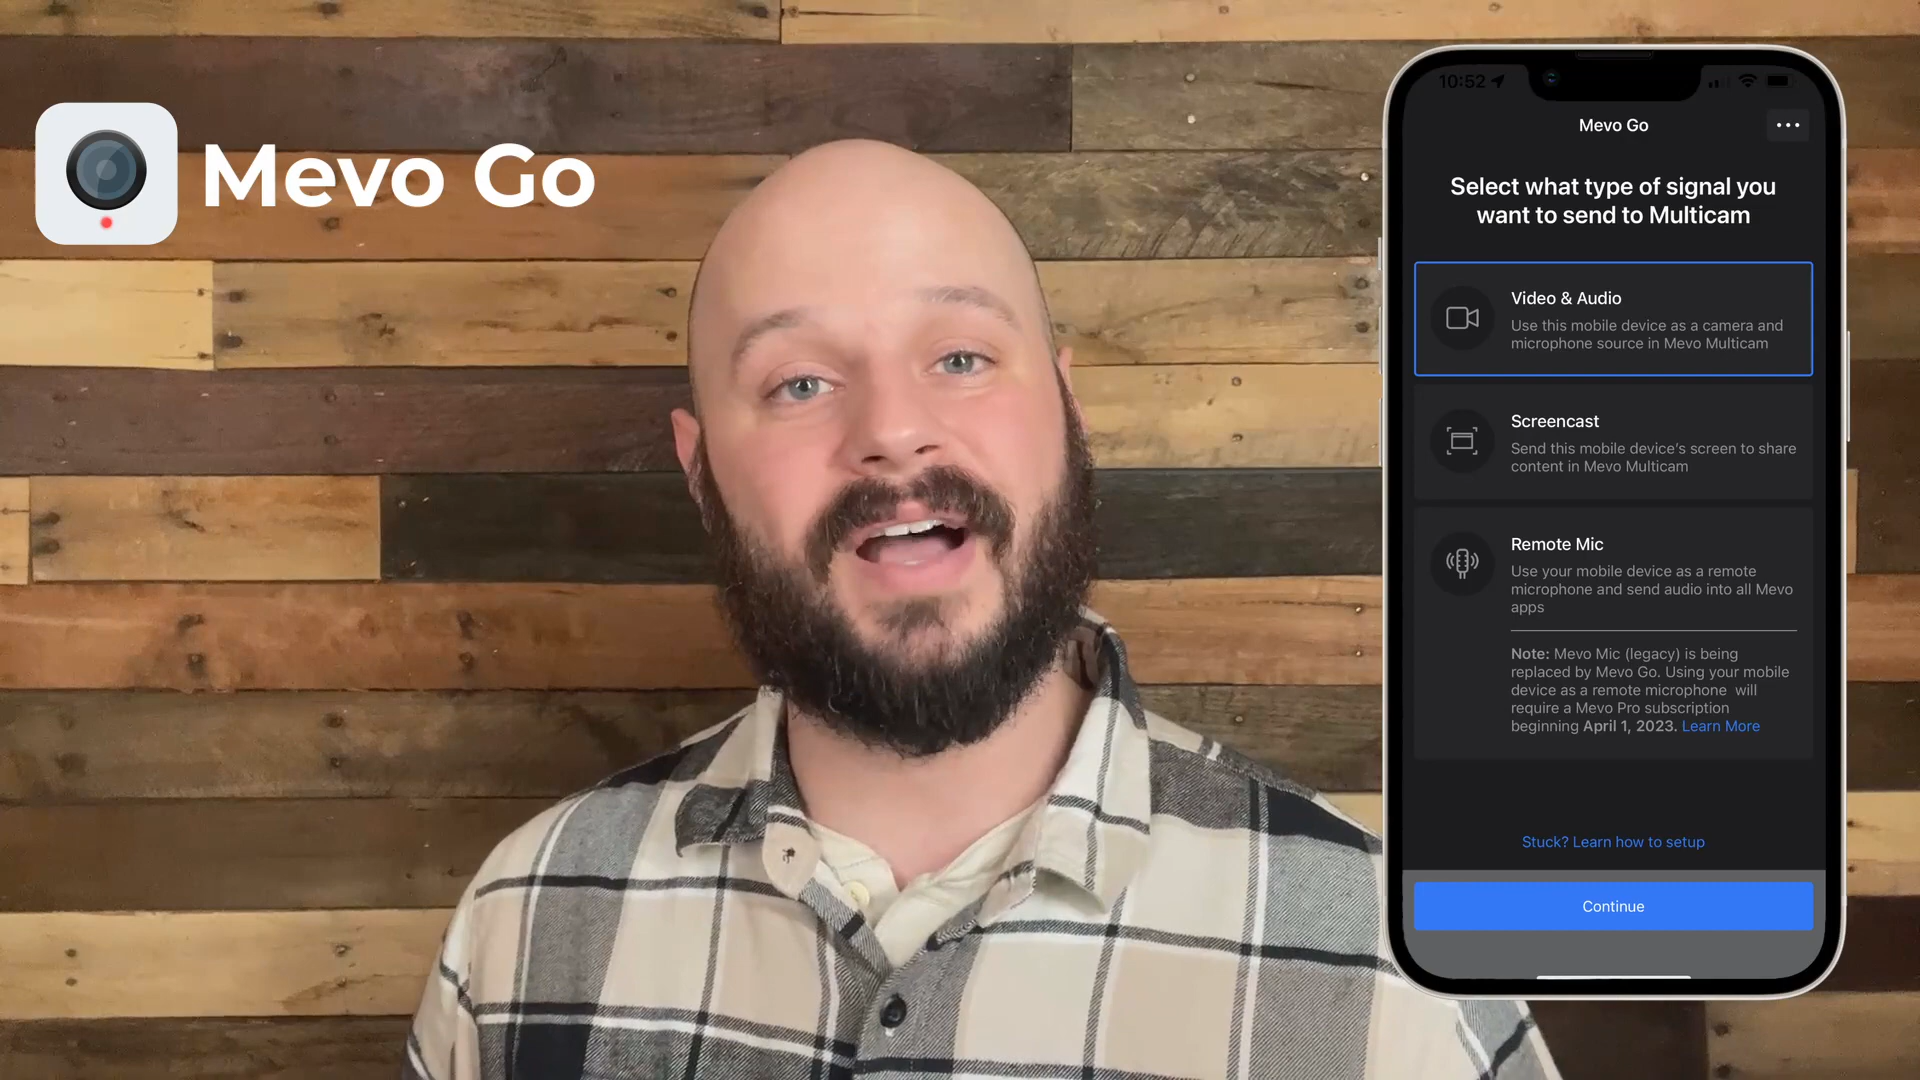 Mevo Go
10:52
Mevo Go
Select what type of signal you
want to send to Multicam
Video & Audio
Use this mobile device as a camera and
microphone source in Mevo Multicam
Screencast
Send this mobile device's screen to share
content in Mevo Multicam
Remote Mic
Use your mobile device as a remote
microphone and send audio into all Mevo
apps
Note: Mevo Mic (legacy) is being
replaced by Mevo Go. Using your mobile
device as a remote microphone will
require a Mevo Pro subscription
beginning April 1, 2023. Learn More
Stuck? Learn how to setup
Continue